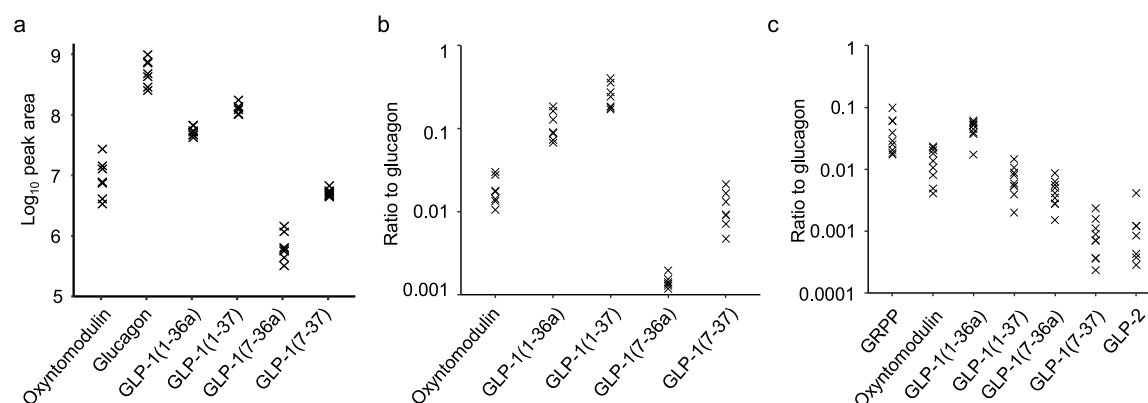 a
Log10 peak area
9
8
7
6
5
Oxyntomodulin
Glucagon
GLP-1(1-36a)
GLP-1(1-37)
GLP-1(7-36a)
GLP-1(7-37)
b
Ratio to glucagon
1
0.1
0.01
0.001
Oxyntomodulin
GLP-1(1-36a)
GLP-1(1-37)
GLP-1(7-36a)
GLP-1(7-37)
c
Ratio to glucagon
1
0.1
0.01
0.001
0.0001
GRPP
Oxyntomodulin
GLP-1(1-36a)
GLP-1(1-37)
GLP-1(7-36a)
GLP-1(7-37)
GLP-2